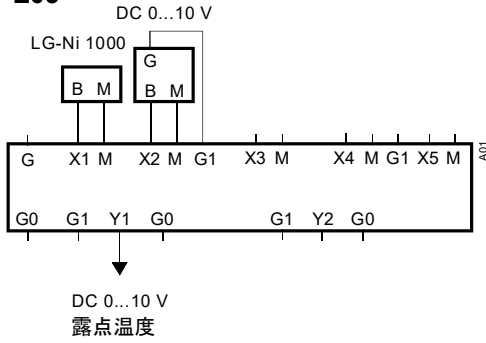 DC 0...10 V
LG-Ni 1000
G
B M
B M
G X1 M X2 M G1 X3 M X4 M G1 X5 M
A01
G0 G1 Y1 G0 G1 Y2 G0
DC 0...10 V
露点温度